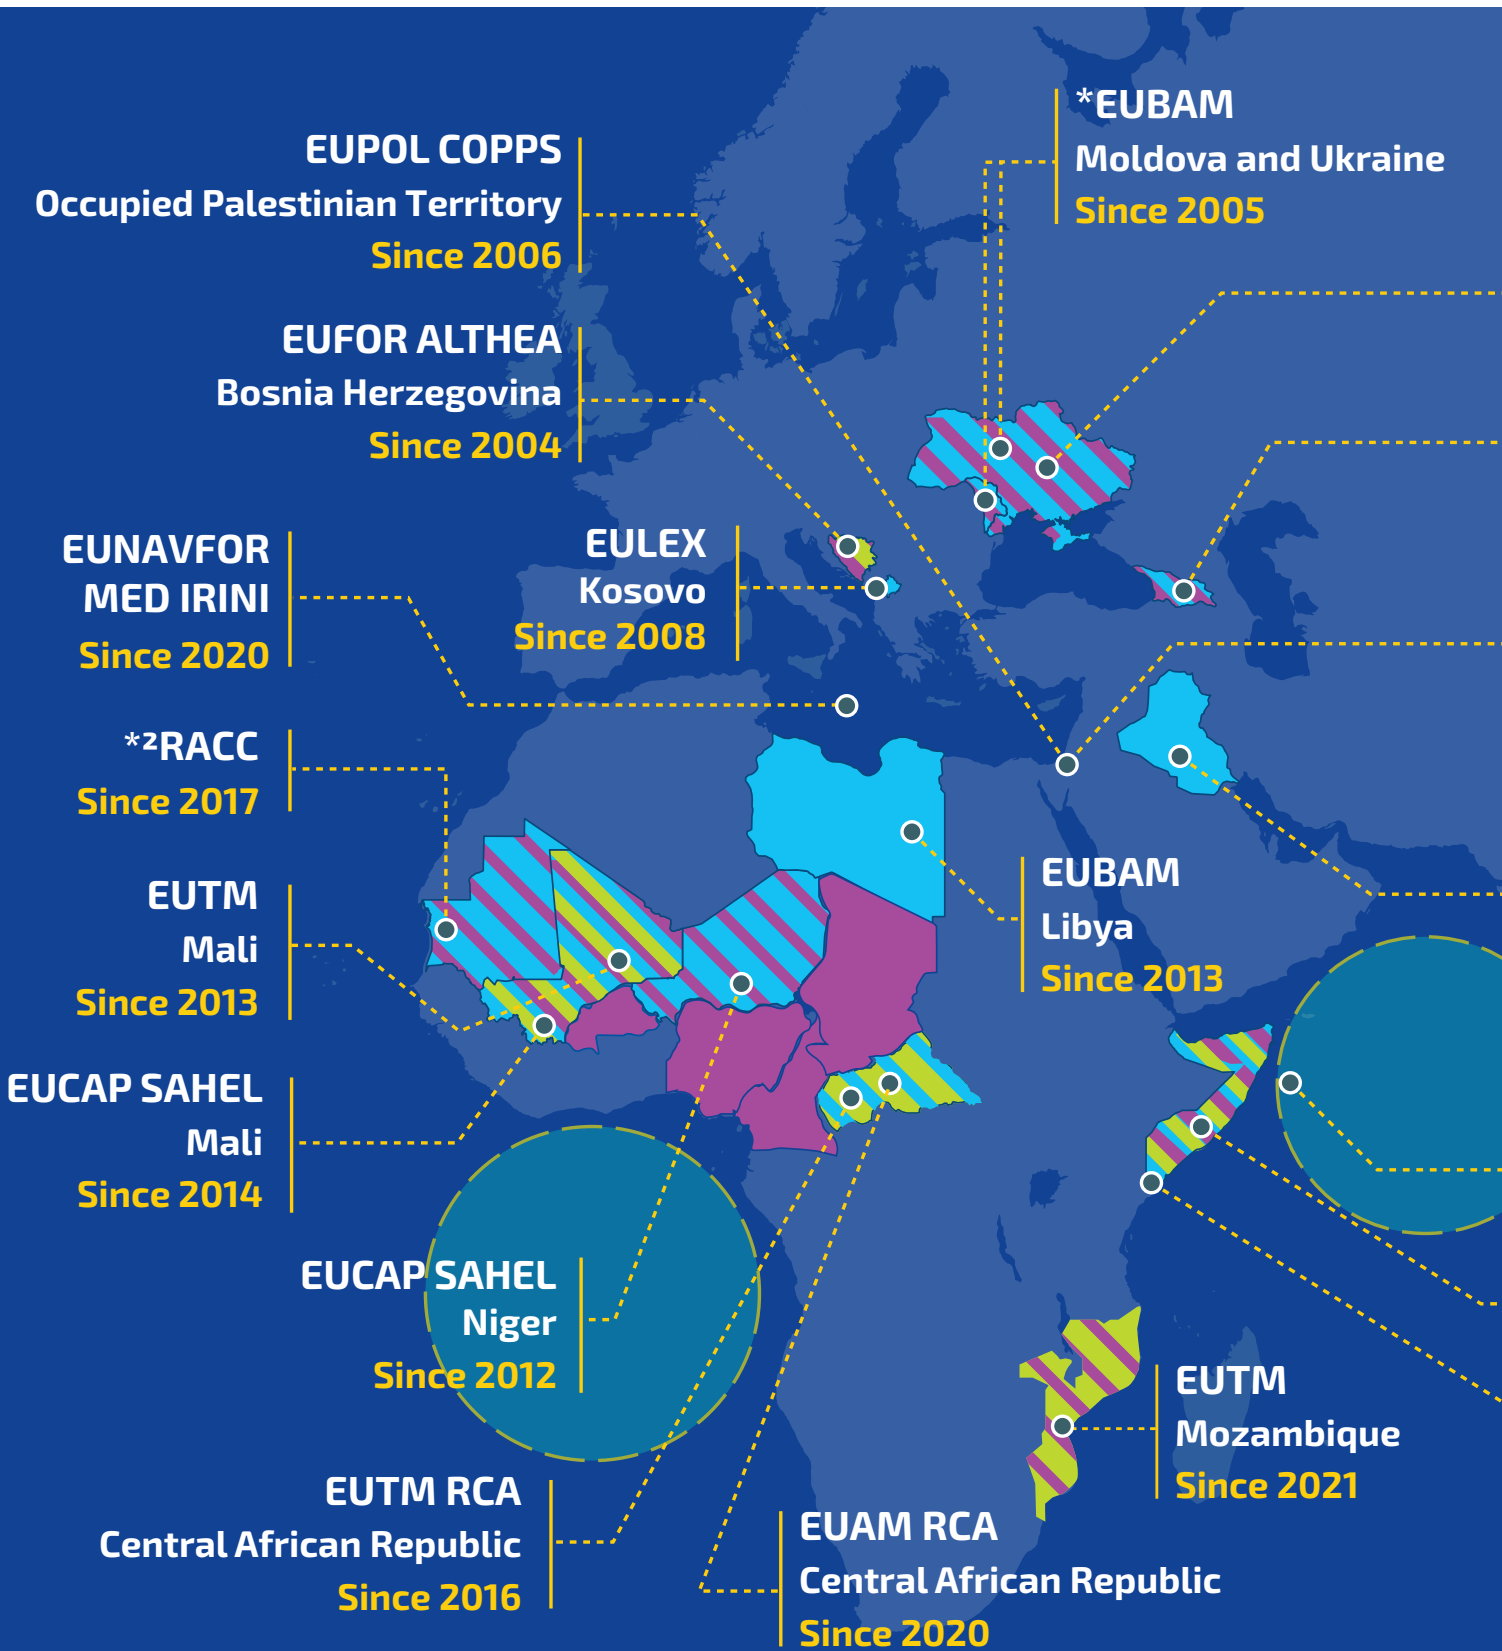 *EUBAM
Moldova and Ukraine
Since 2005
EUPOL COPPS
Occupied Palestinian Territory
Since 2006
EUFOR ALTHEA
Bosnia Herzegovina
Since 2004
EUNAVFOR
MED IRINI
Since 2020
EULEX
Kosovo
Since 2008
*²RACC
Since 2017
EUTM
Mali
Since 2013
EUBAM
Libya
Since 2013
EUCAP SAHEL
Mali
Since 2014
EUCAP SAHEL
Niger
Since 2012
EUTM
Mozambique
Since 2021
EUTM RCA
Central African Republic
Since 2016
EUAM RCA
Central African Republic
Since 2020